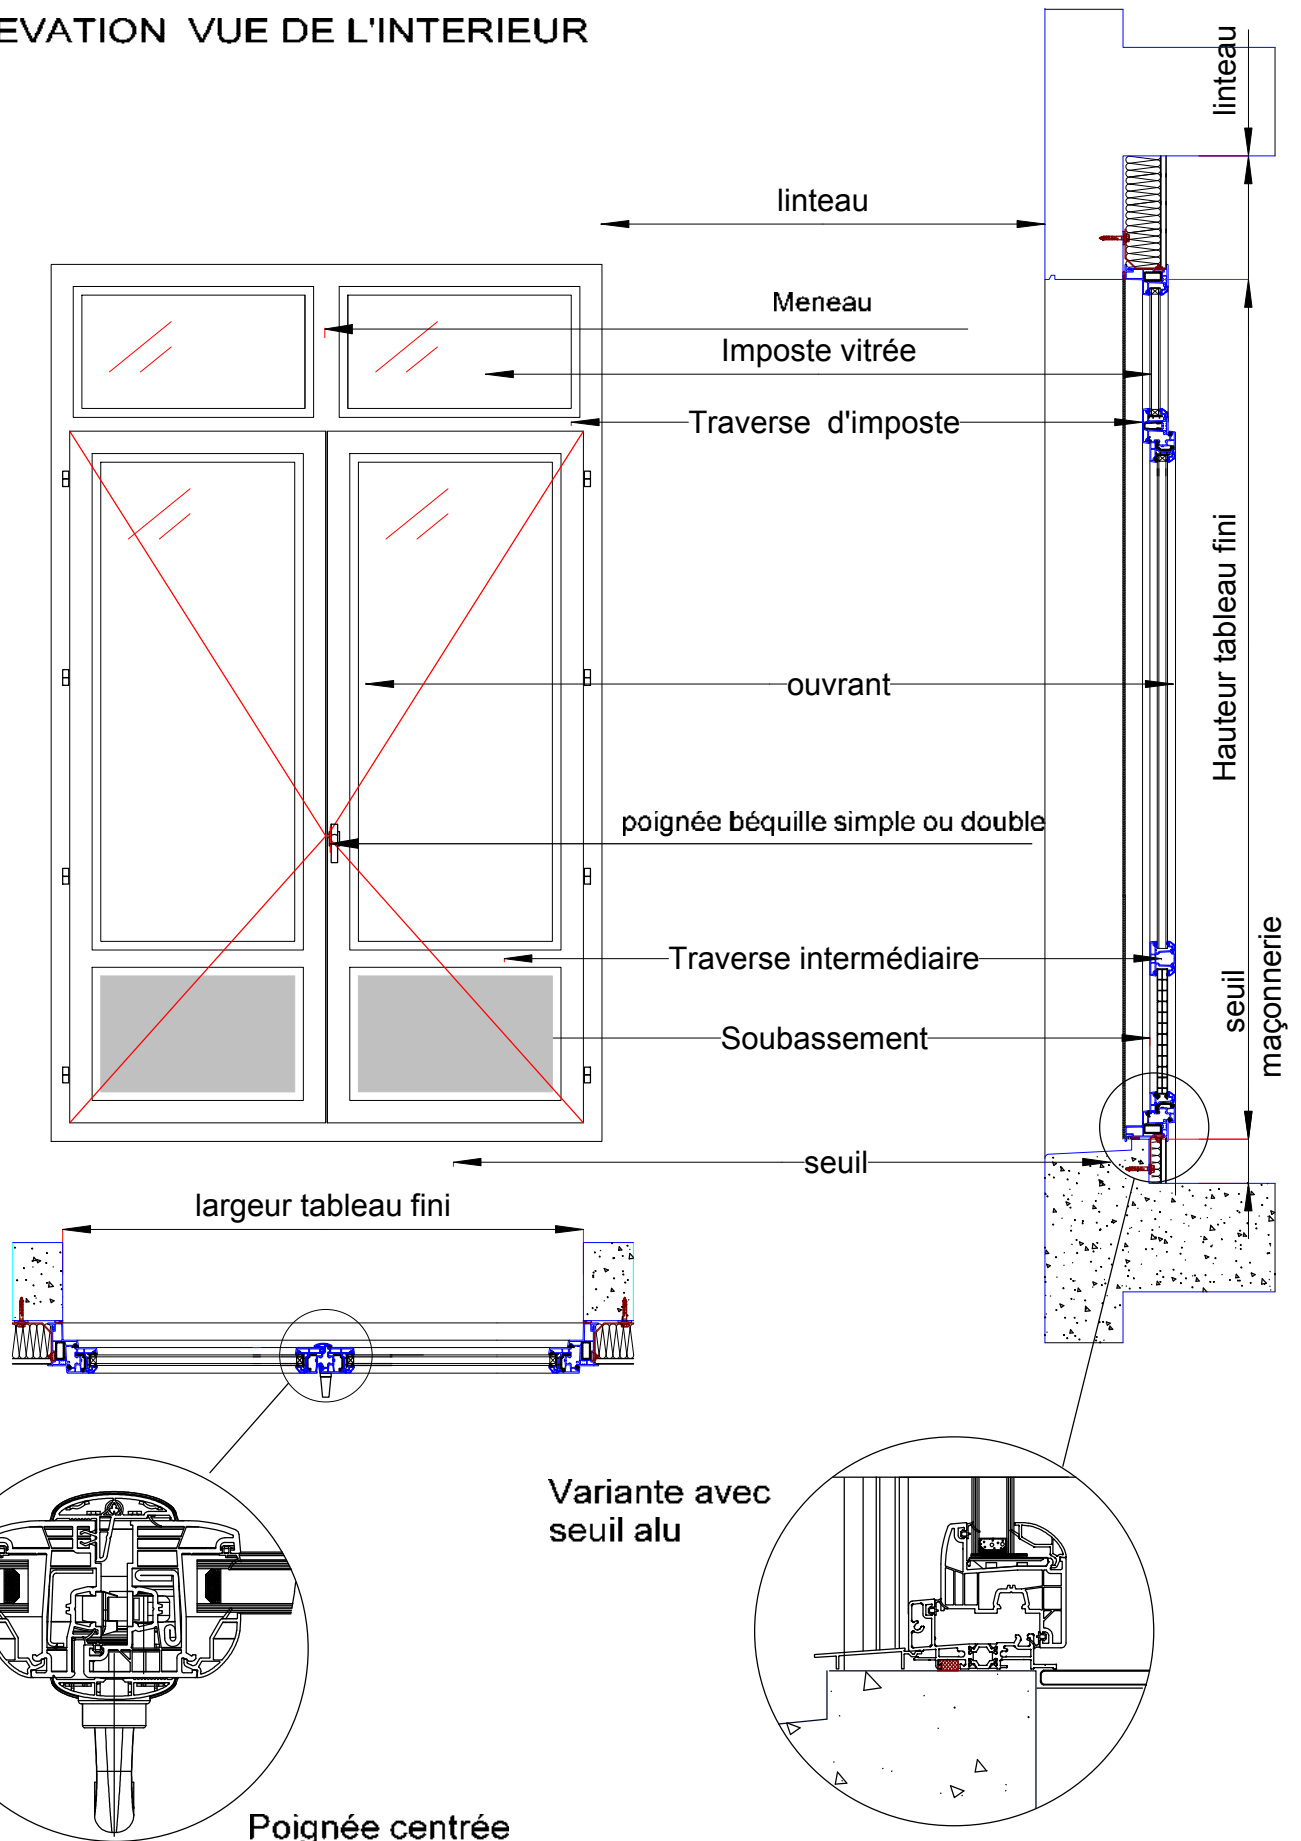 EVATION VUE DE L'INTERIEUR
linteau
linteau
Meneau
Imposte vitrée
Traverse d'imposte
Hauteur tableau fini
ouvrant
poignée béquille simple ou double
Traverse intermédiaire
seuil
maçonnerie
Soubassement
seuil
largeur tableau fini
Variante avec
seuil alu
Poignée centrée